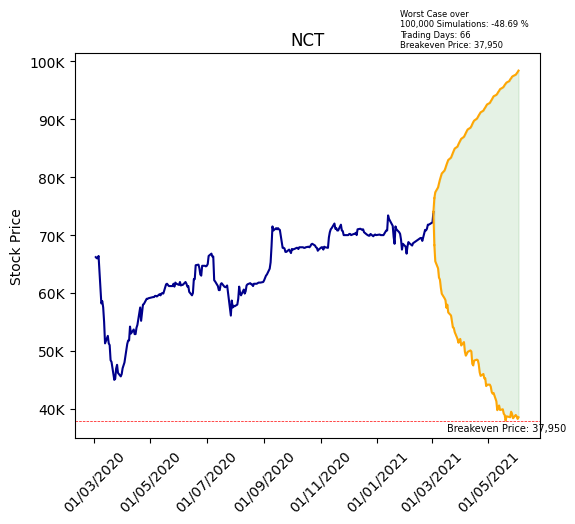 Worst Case over
100,000 Simulations: -48.69 %
Trading Days: 66
Breakeven Price: 37,950
NCT
Stock Price
100K
90K
80K
70K
60K
50K
40K
Breakeven Price: 37,950
01/03/2020
01/05/2020
01/07/2020
01/09/2020
01/11/2020
01/01/2021
01/03/2021
01/05/2021